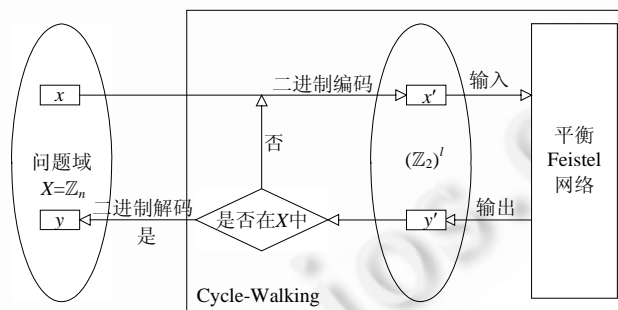 x
二进制编码
x′
输入
否
问题域
X=ℤn
(ℤ2)^l
平衡
Feistel
网络
y
二进制解码
是
是否在X中
y′
输出
Cycle-Walking